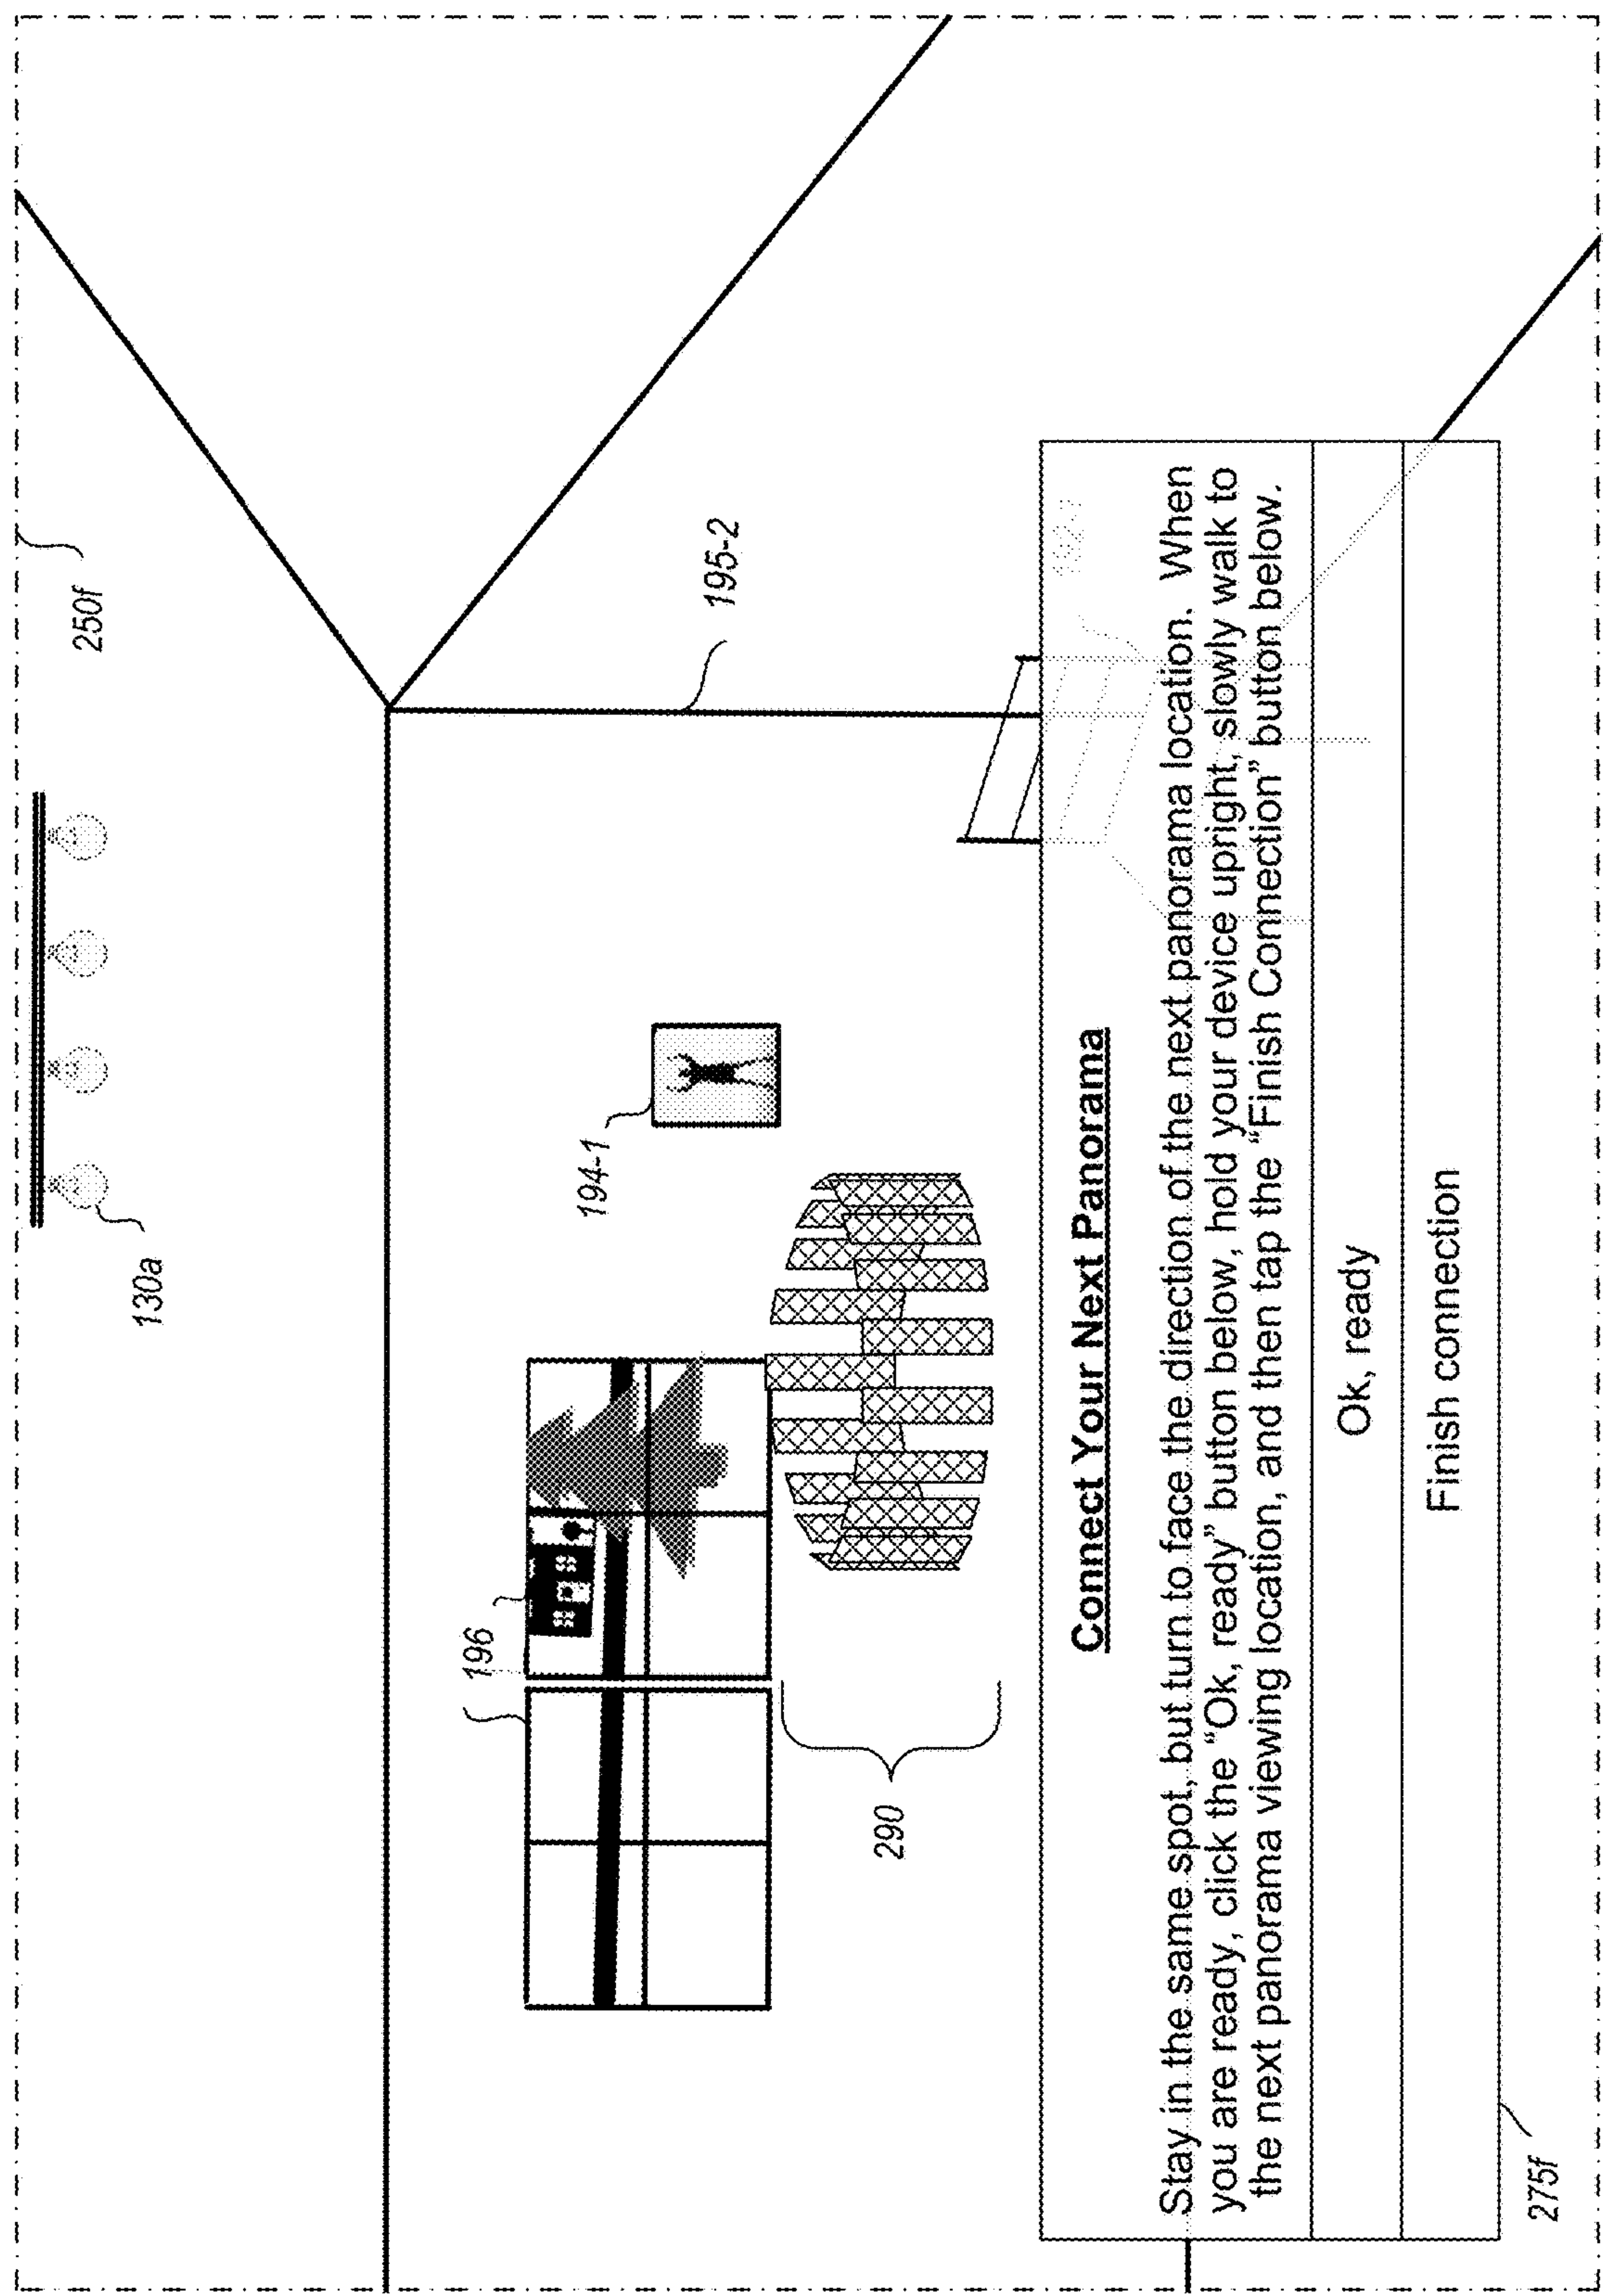 250f
130a
195-2
196
194-1
290
Connect Your Next Panorama
Stay in the same spot, but turn to face the direction of the next panorama location. When
you are ready, click the “Ok, ready” button below, hold your device upright, slowly walk to
the next panorama viewing location, and then tap the “Finish Connection” button below.
Ok, ready
Finish connection
275f